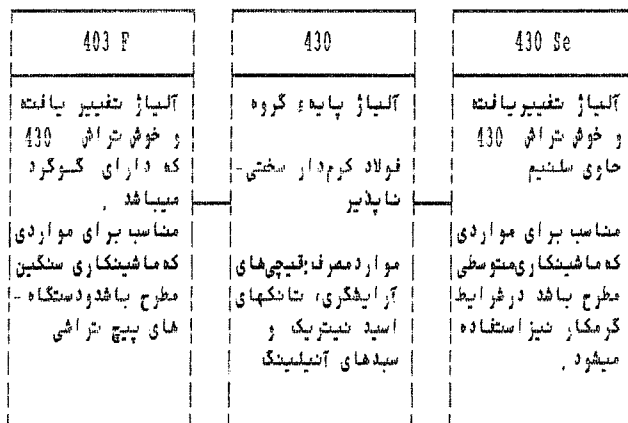 403 F
آلیاژ تغییر یافته
و خوش تراش 430
که دارای گوگرد
میباشد .
مناسب برای مواردی
که ماشینکاری سنگین
مطرح باشد و دستگاه -
های پیچ تراشی
430
آلیاژ پایهء گروه
فولاد کرم‌دار سختی-
ناپذیر
موارد مصرف: قیچی‌های
آرایشگری، تانکهای
اسید نیتریک و
سبدهای آنیلینگ
430 Se
آلیاژ تغییر یافته
و خوش تراش 430
حاوی سلنیم
مناسب برای مواردی
که ماشینکاری متوسطی
مطرح باشد در شرایط
گرمکار نیز استفاده
میشود .